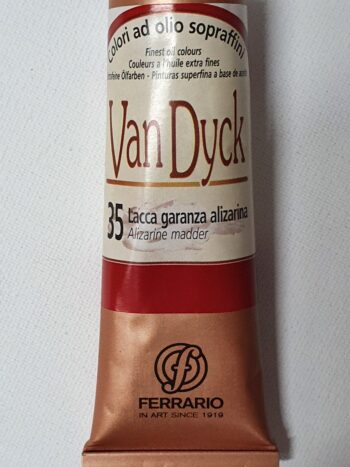 Colori ad olio sopraffini
Finest oil colours
Couleurs a l'huile extra fines
Ölfarben - Pinturas superfina a base de
Van Dyck
35 Lacca garanza alizarina
Alizarine madder
FERRARIO
IN ART SINCE 1919